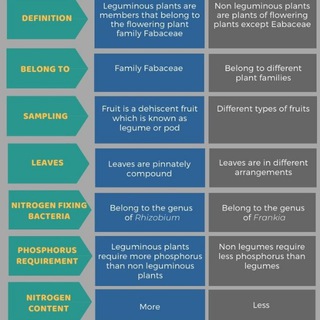 DEFINITION
Leguminous plants are
members that belong to
the flowering plant
family Fabaceae
Non leguminous plants
are plants of flowering
plants except Eabaceae
BELONG TO
Family Fabaceae
Belong to different
plant families
SAMPLING
Fruit is a dehiscent fruit
which is known as
legume or pod
Different types of fruits
LEAVES
Leaves are pinnately
compound
Leaves are in different
arrangements
NITROGEN FIXING
BACTERIA
Belong to the genus
of Rhizobium
Belong to the genus
of Frankia
PHOSPHORUS
REQUIREMENT
Leguminous plants
require more phosphorus
than non leguminous
plants
Non legumes require
less phosphorus than
legumes
NITROGEN
CONTENT
More
Less